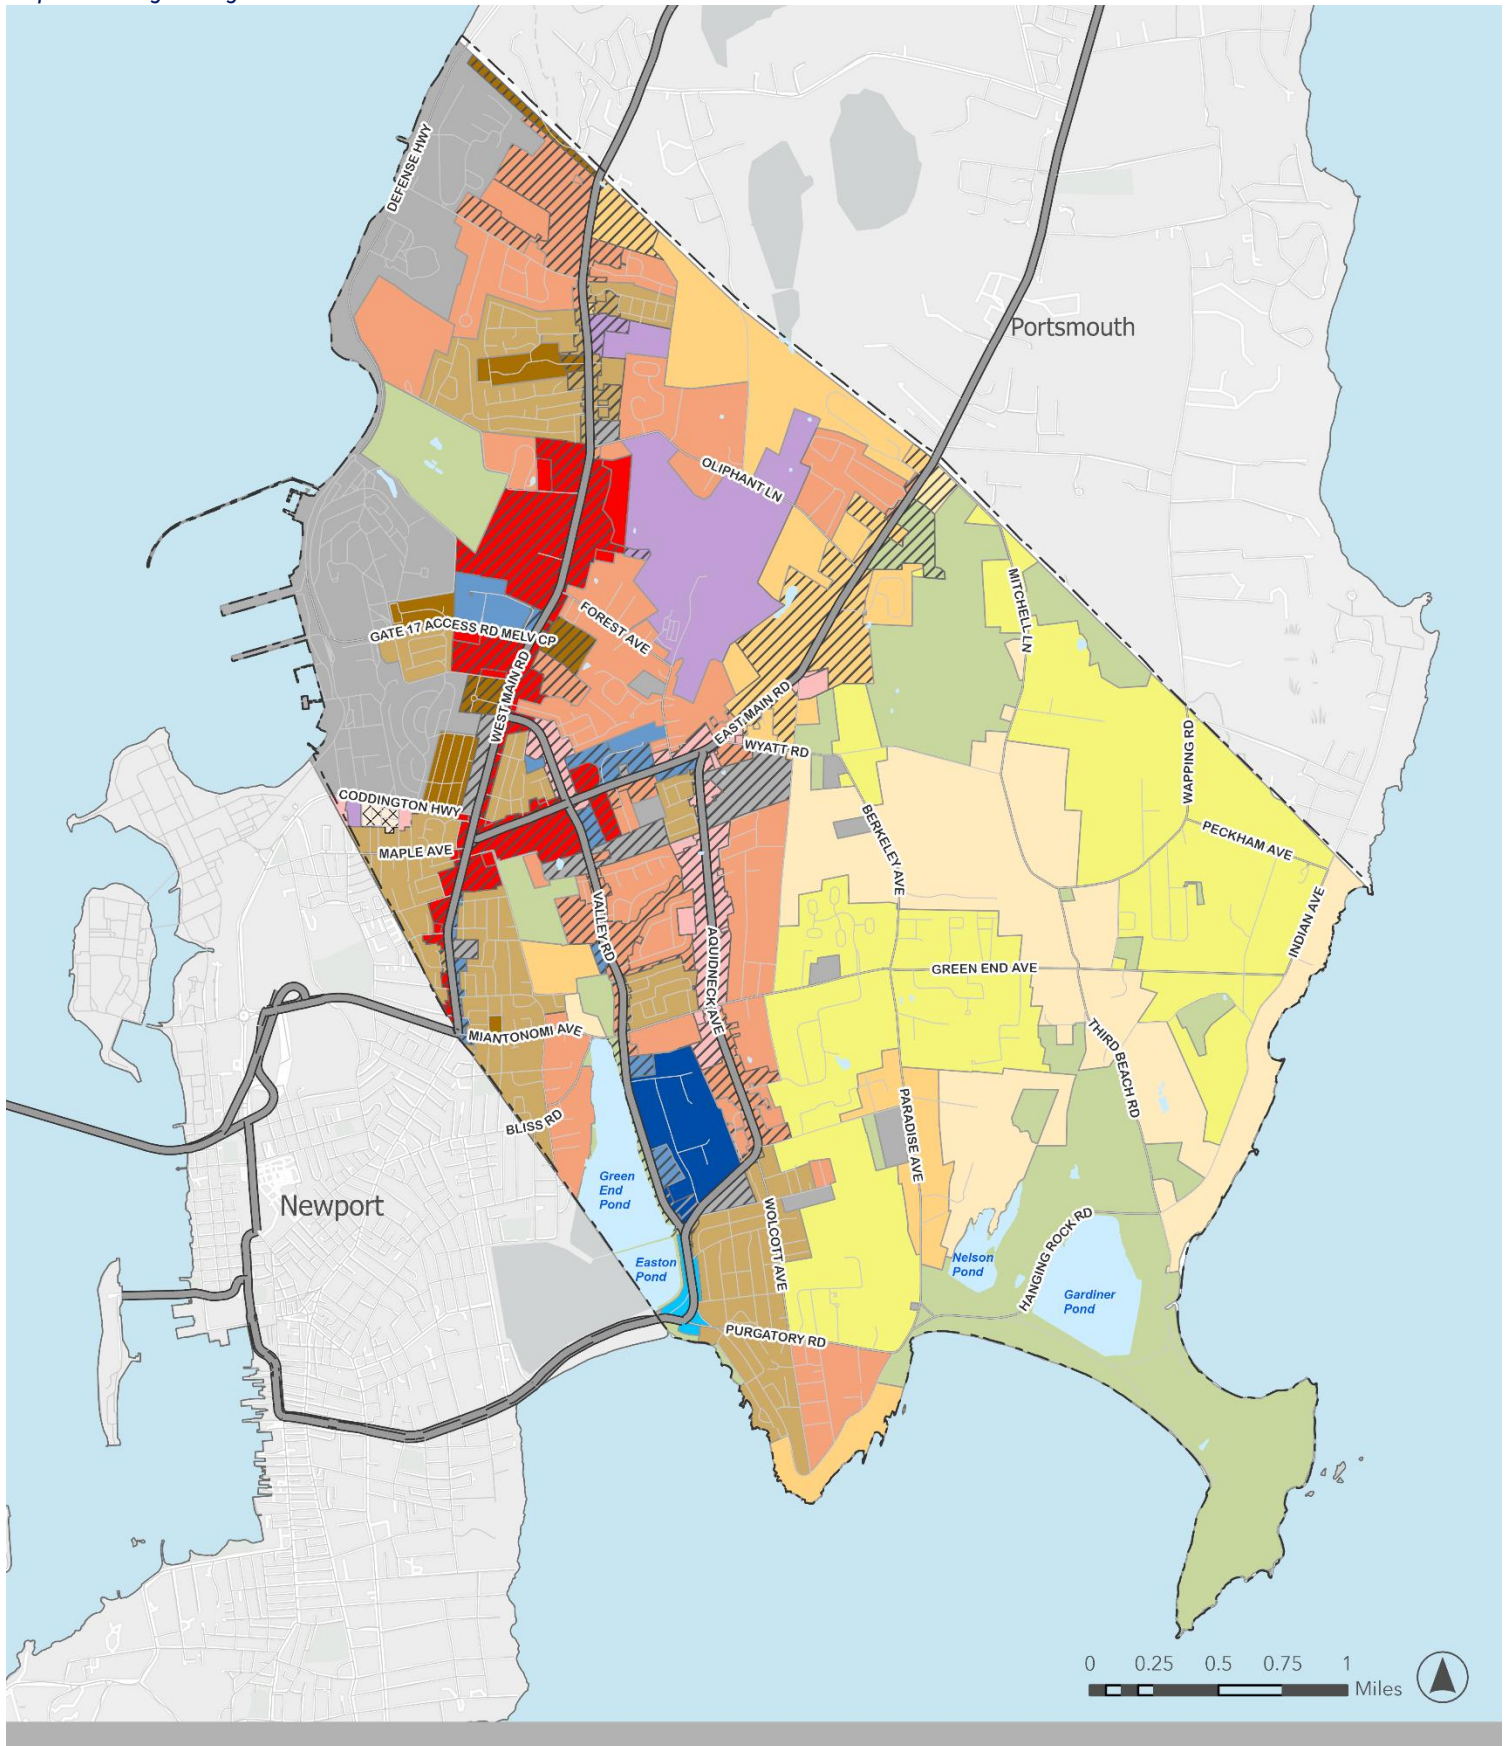 DEFENSE HWY
Portsmouth
OLIPHANT LN
MITCHELL LN
FOREST AVE
GATE 17 ACCESS RD MELV CP
WEST MAIN RD
EAST MAIN RD
WYATT RD
WAPPING RD
CODDINGTON HWY
BERKELEY AVE
PECKHAM AVE
MAPLE AVE
VALLEY RD
AQUIDNECK AVE
INDIAN AVE
GREEN END AVE
MIANTONOMI AVE
THIRD BEACH RD
BLISS RD
PARADISE AVE
Green
End
Pond
Newport
WOLCOTT AVE
HANGING ROCK RD
Easton
Pond
Nelson
Pond
Gardiner
Pond
PURGATORY RD
0 0.25 0.5 0.75 1
Miles